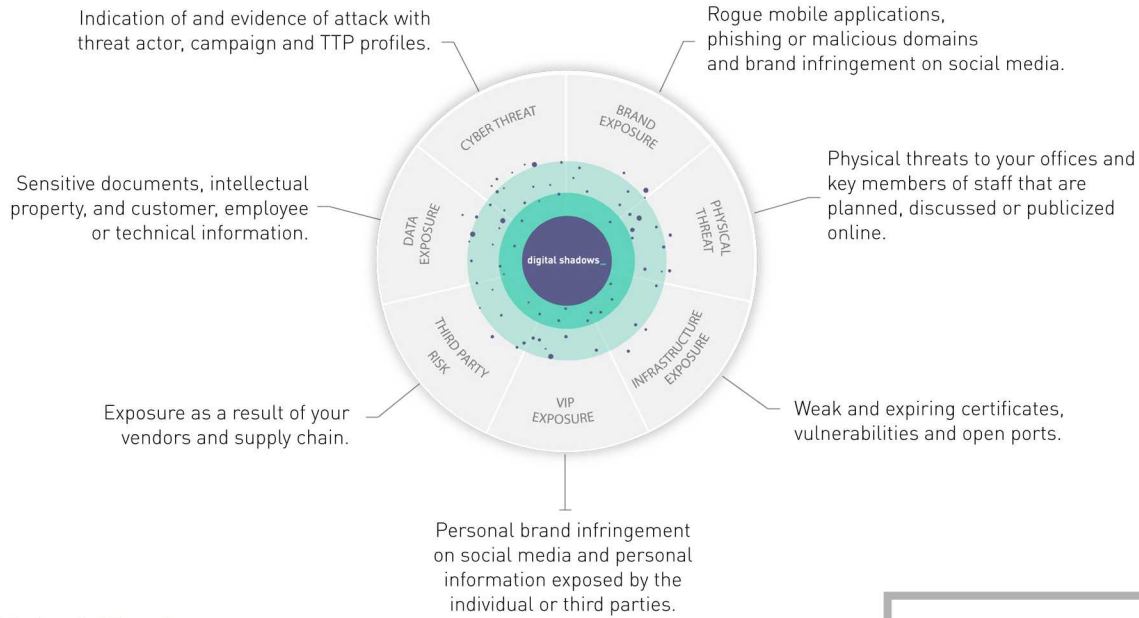 Indication of and evidence of attack with
threat actor, campaign and TTP profiles.
Rogue mobile applications,
phishing or malicious domains
and brand infringement on social media.
CYBER THREAT
BRAND
EXPOSURE
Sensitive documents, intellectual
property, and customer, employee
or technical information.
DATA
EXPOSURE
digital shadows_
PHYSICAL
THREAT
Physical threats to your offices and
key members of staff that are
planned, discussed or publicized
online.
THIRD PARTY
RISK
VIP
EXPOSURE
INFRASTRUCTURE
EXPOSURE
Exposure as a result of your
vendors and supply chain.
Weak and expiring certificates,
vulnerabilities and open ports.
Personal brand infringement
on social media and personal
information exposed by the
individual or third parties.